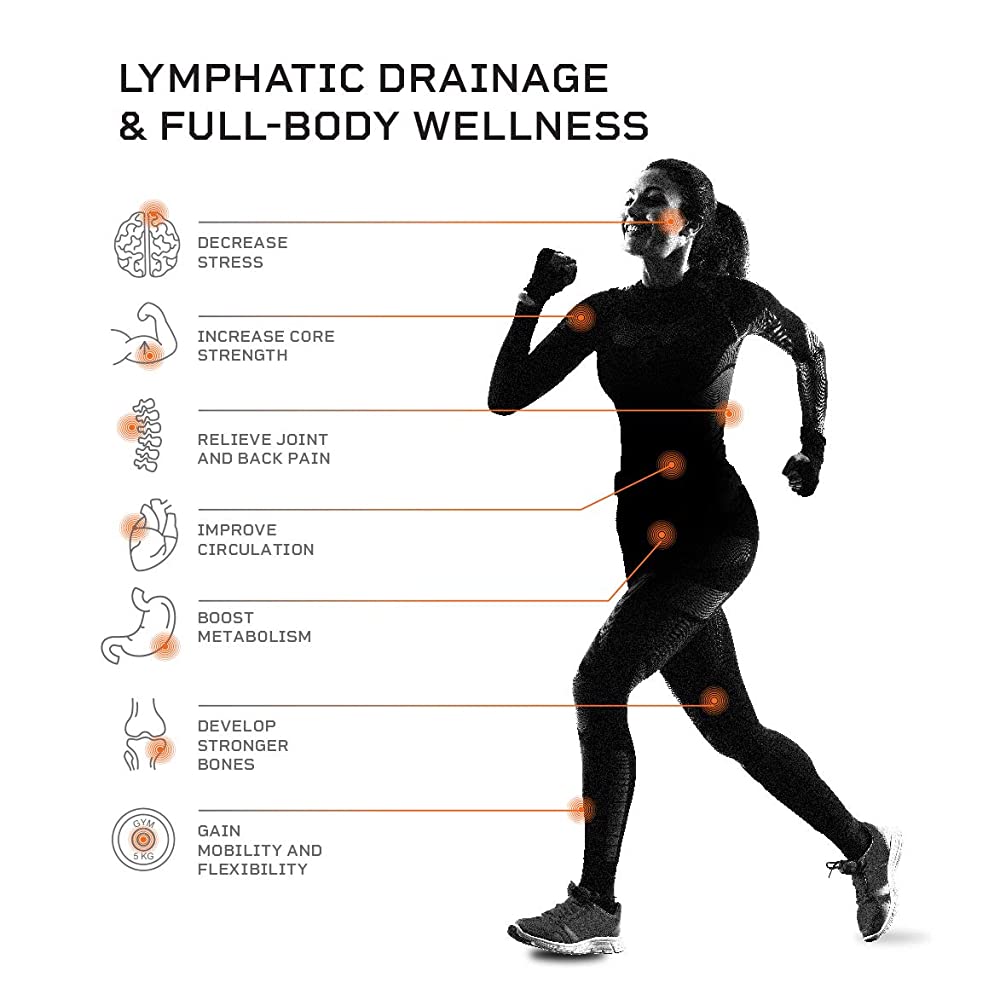 LYMPHATIC DRAINAGE
& FULL-BODY WELLNESS
DECREASE
STRESS
INCREASE CORE
STRENGTH
RELIEVE JOINT
AND BACK PAIN
IMPROVE
CIRCULATION
BOOST
METABOLISM
DEVELOP
STRONGER
BONES
GYM
5 KG
GAIN
MOBILITY AND
FLEXIBILITY